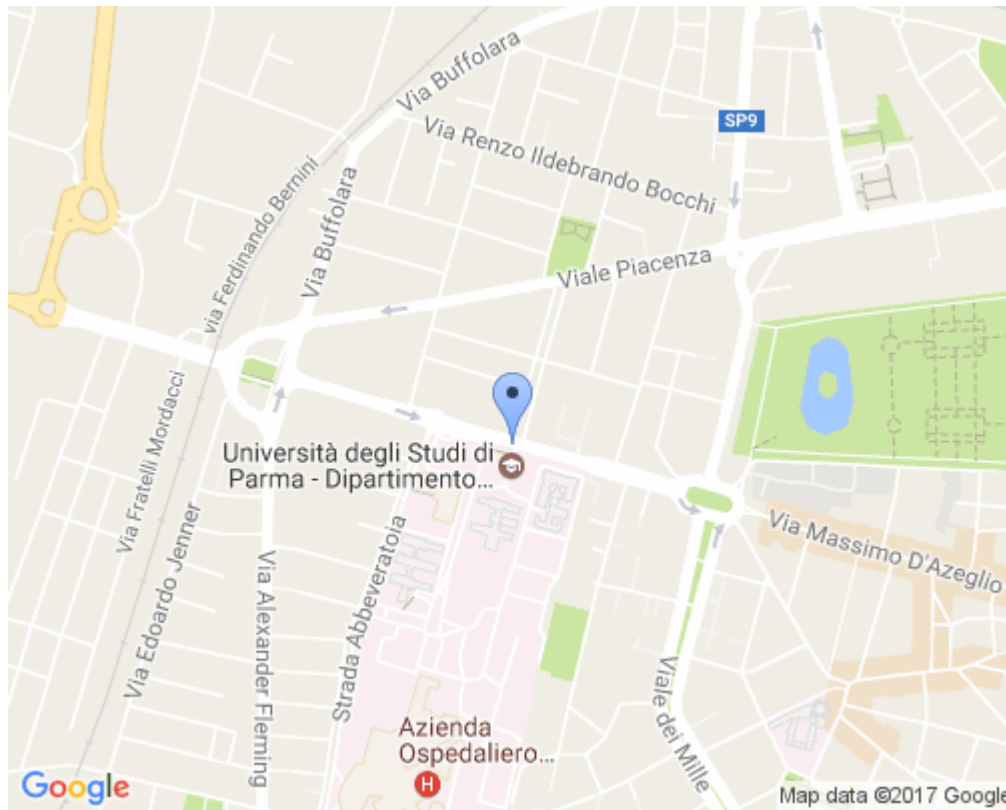 Via Buffolara
SP9
Via Renzo Ildebrando Bocchi
via Ferdinando Bernini
Via Buffolara
Viale Piacenza
Via Fratelli Mordacci
Università degli Studi di
Parma - Dipartimento...
Via Massimo D'Azeglio
Via Edoardo Jenner
Via Alexander Fleming
Strada Abbeveratoia
Viale dei Mille
Azienda
Ospedaliero...
H
Google
Map data ©2017 Google